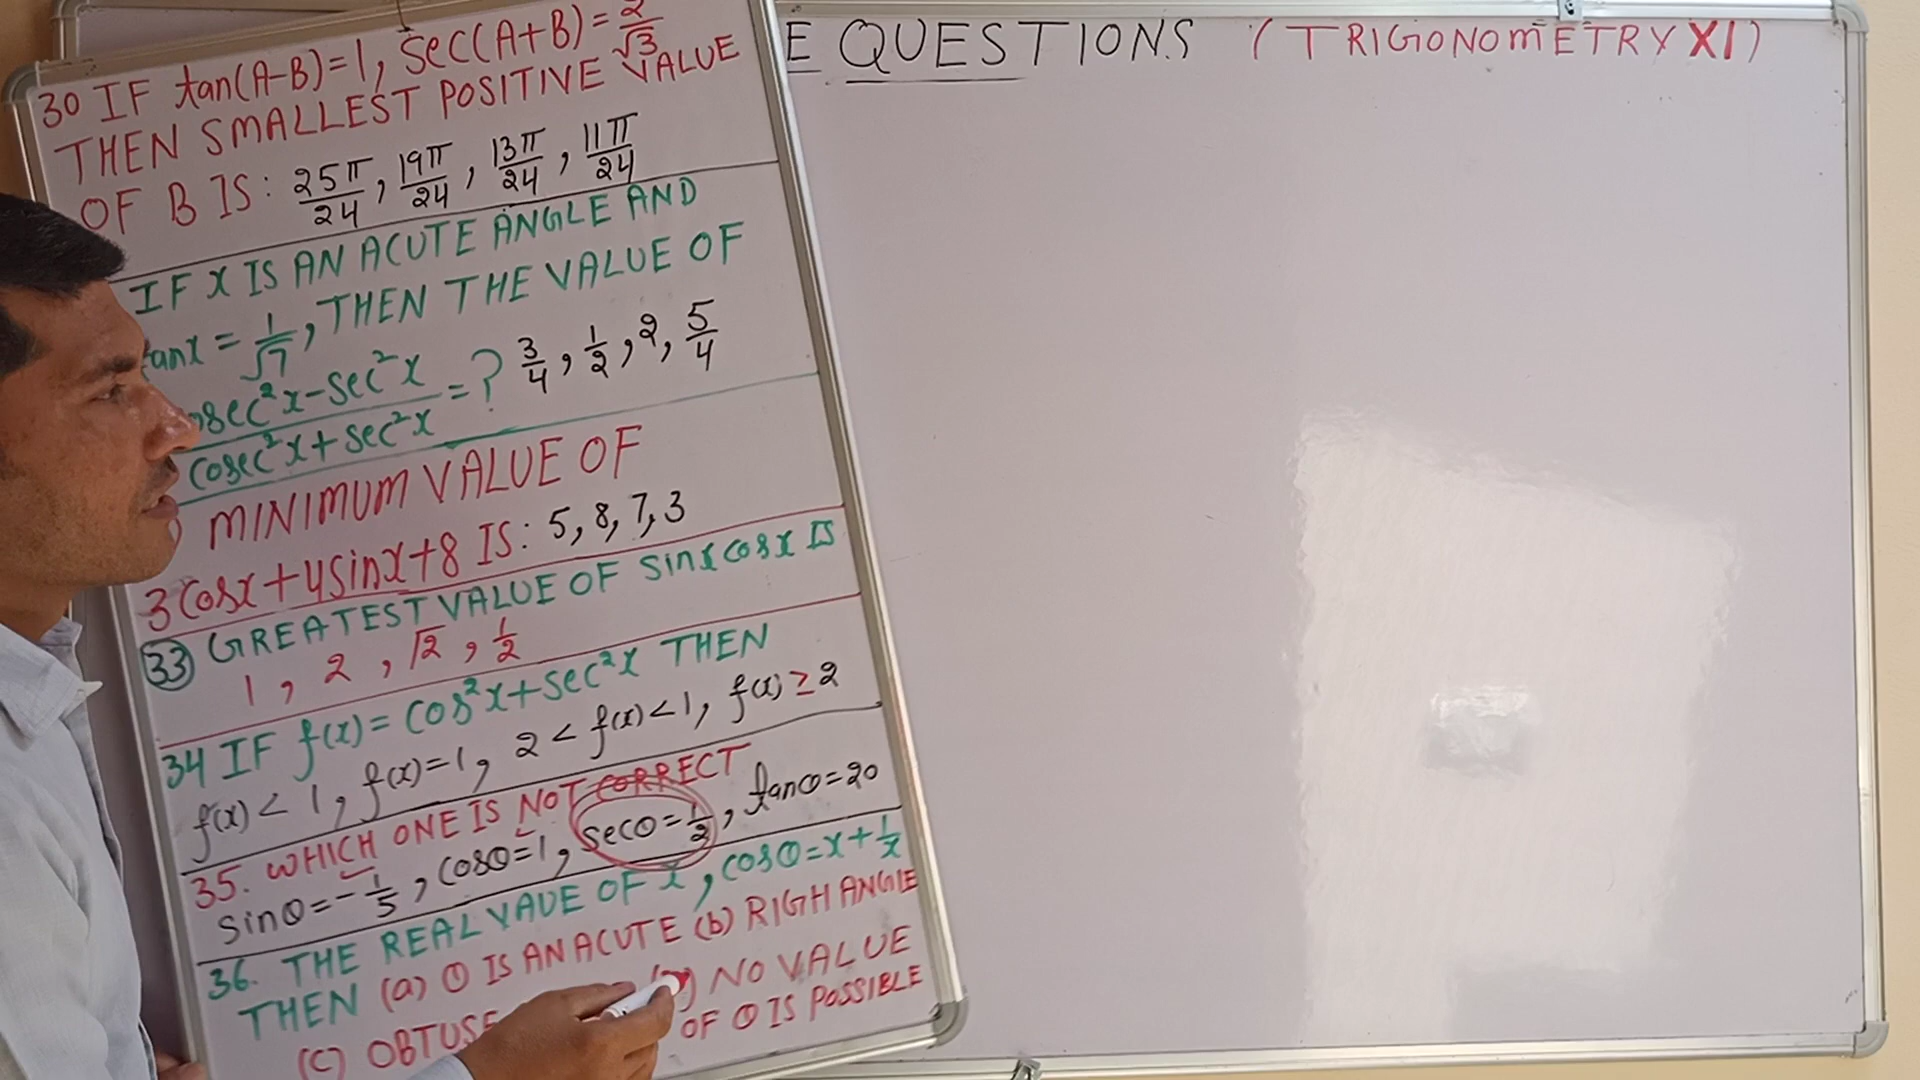 E QUESTIONS (TRIGONOMETRY XI)
30 IF tan(A-B)=1, Sec(A+B)=2/√3
THEN SMALLEST POSITIVE VALUE
OF B IS: 25π/24, 19π/24, 13π/24, 11π/24
IF X IS AN ACUTE ANGLE AND
tanx = 1/√7, THEN THE VALUE OF
cosec²x-sec²x/cosec²x+sec²x =? 3/4, 1/2, 2, 5/4
MINIMUM VALUE OF
3cosx+4sinx+8 IS: 5, 8, 7, 3
33 GREATEST VALUE OF sinx cosx IS
1, 2, √2, 1/2
34 IF f(x)= cos²x+sec²x THEN
f(x)<1, f(x)=1, 2<f(x)<1, f(x)≥2
35. WHICH ONE IS NOT CORRECT
sinθ=-1/5, cosθ=1, secθ=1/2, tanθ=20
36. THE REAL VAUE OF x, cosθ=x+1/x
THEN (a) θ IS AN ACUTE (b) RIGH ANGLE
(C) OBTUSE NO VALUE
OF θ IS POSSIBLE